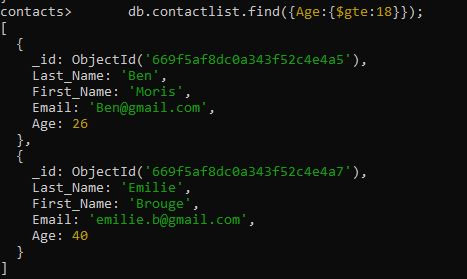 contacts> db.contactlist.find({Age:{$gte:18}});
[
{
_id: ObjectId('669f5af8dc0a343f52c4e4a5'),
Last_Name: 'Ben',
First_Name: 'Moris',
Email: 'Ben@gmail.com',
Age: 26
},
{
_id: ObjectId('669f5af8dc0a343f52c4e4a7'),
Last_Name: 'Emilie',
First_Name: 'Brouge',
Email: 'emilie.b@gmail.com',
Age: 40
}
]